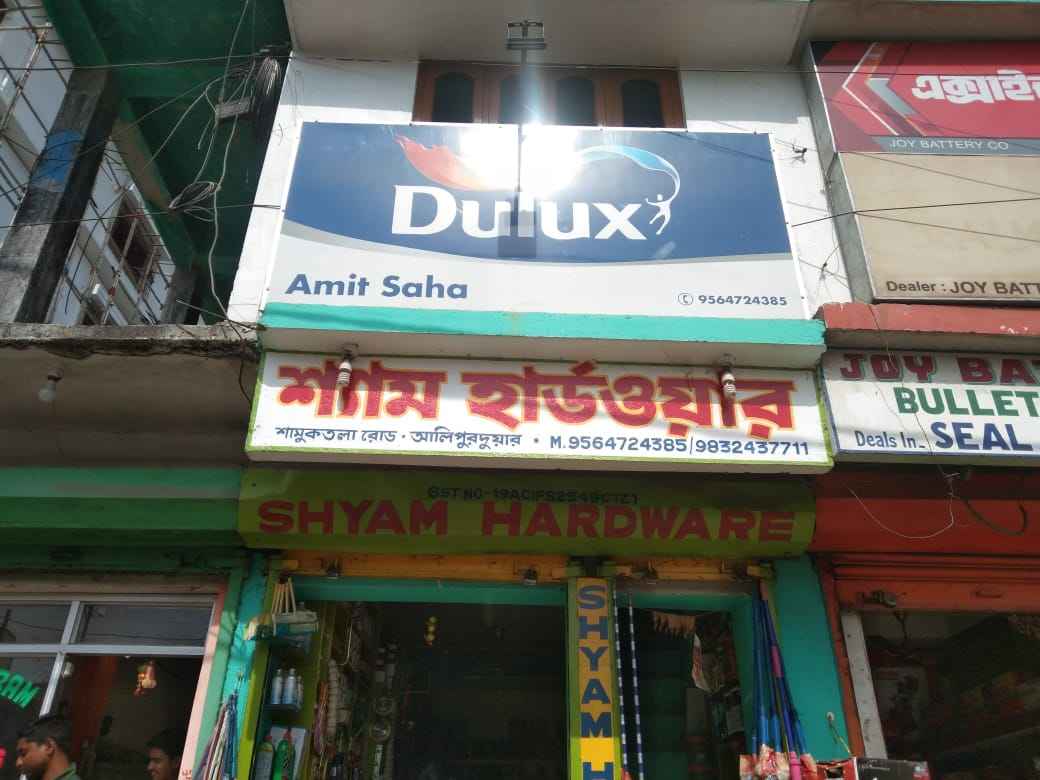 Dulux
Amit Saha
9564724385
শ্যাম হার্ডওয়্যার
শামুকতলা রোড · আলিপুরদুয়ার • M.9564724385/9832437711
SHYAM HARDWARE
SHYAM H
JOY BATTERY CO
Dealer : JOY BATT
JOY BA
BULLET
Deals In.. SEAL